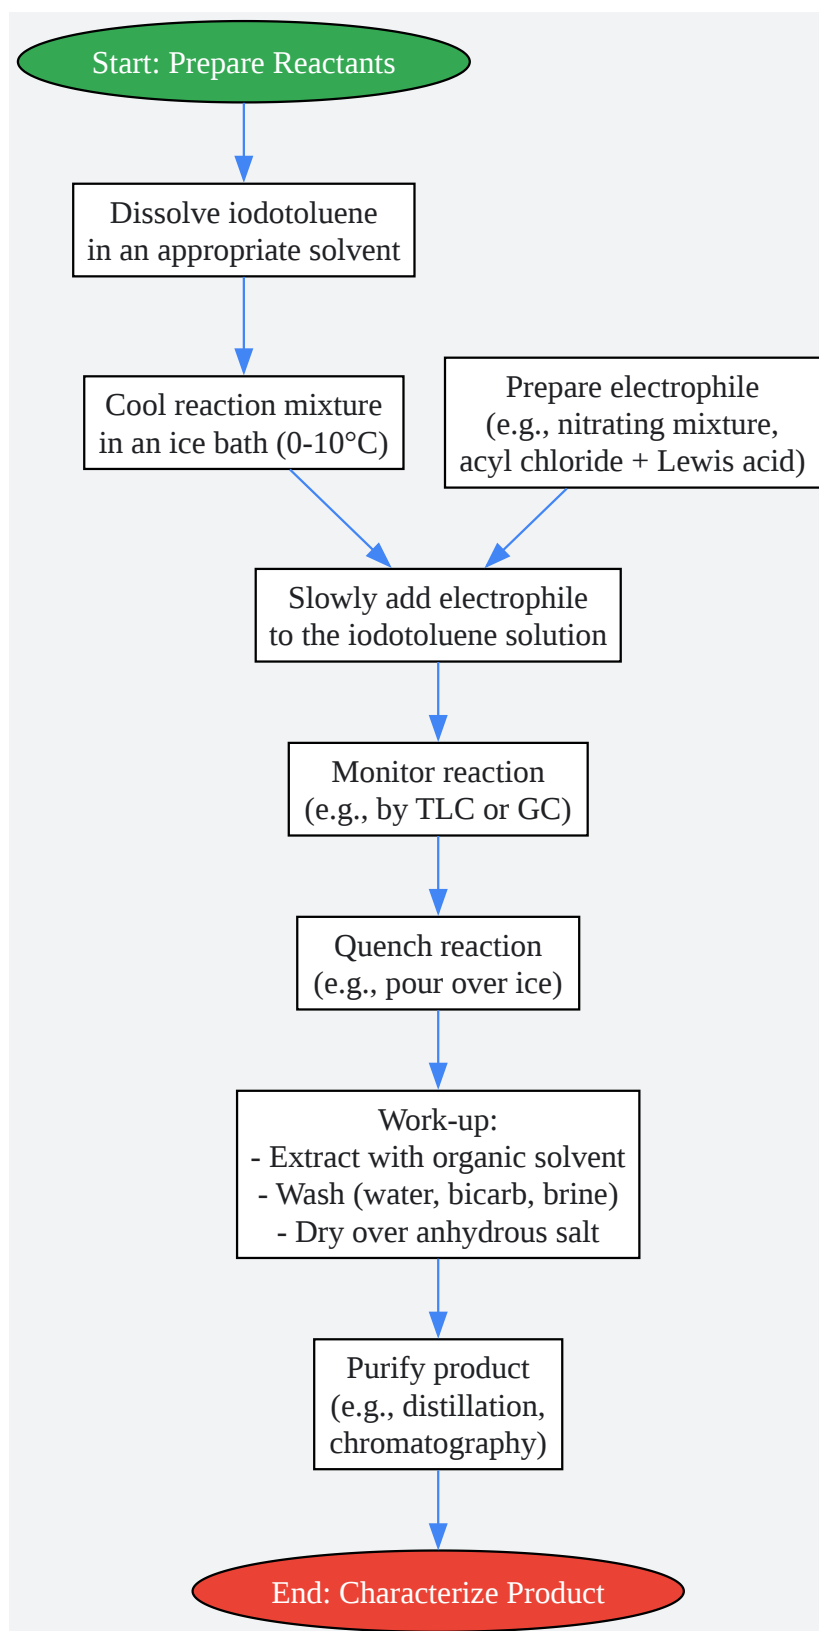 Start: Prepare Reactants
Dissolve iodotoluene
in an appropriate solvent
Cool reaction mixture
in an ice bath (0-10°C)
Prepare electrophile
(e.g., nitrating mixture,
acyl chloride + Lewis acid)
Slowly add electrophile
to the iodotoluene solution
Monitor reaction
(e.g., by TLC or GC)
Quench reaction
(e.g., pour over ice)
Work-up:
- Extract with organic solvent
- Wash (water, bicarb, brine)
- Dry over anhydrous salt
Purify product
(e.g., distillation,
chromatography)
End: Characterize Product